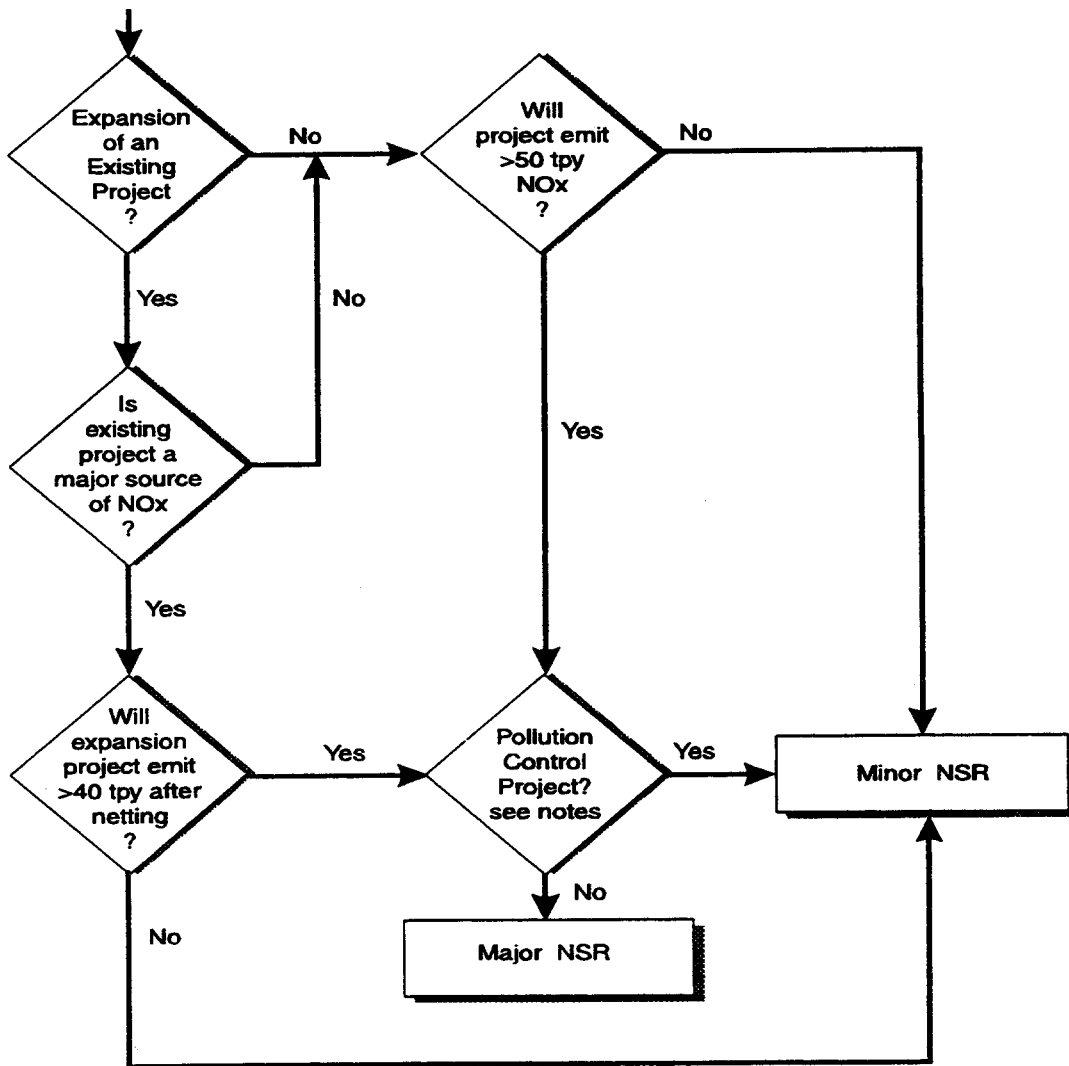 Expansion
of an
Existing
Project
?
No
Will
project emit
>50 tpy
NOx
?
No
Yes
No
Is
existing
project a
major source
of NOx
?
Yes
Yes
Will
expansion
project emit
>40 tpy after
netting
?
Yes
Pollution
Control
Project?
see notes
Yes
Minor NSR
No
No
Major NSR